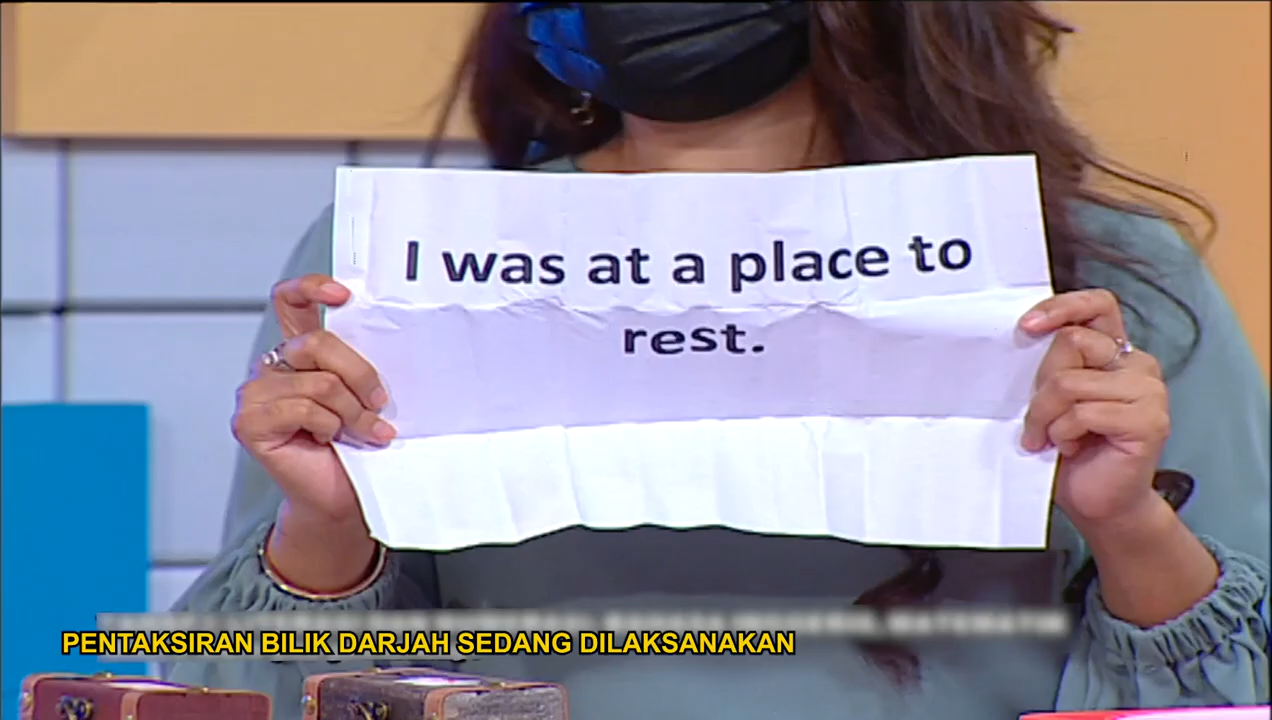 I was at a place to
rest.
PENTAKSIRAN BILIK DARJAH SEDANG DILAKSANAKAN